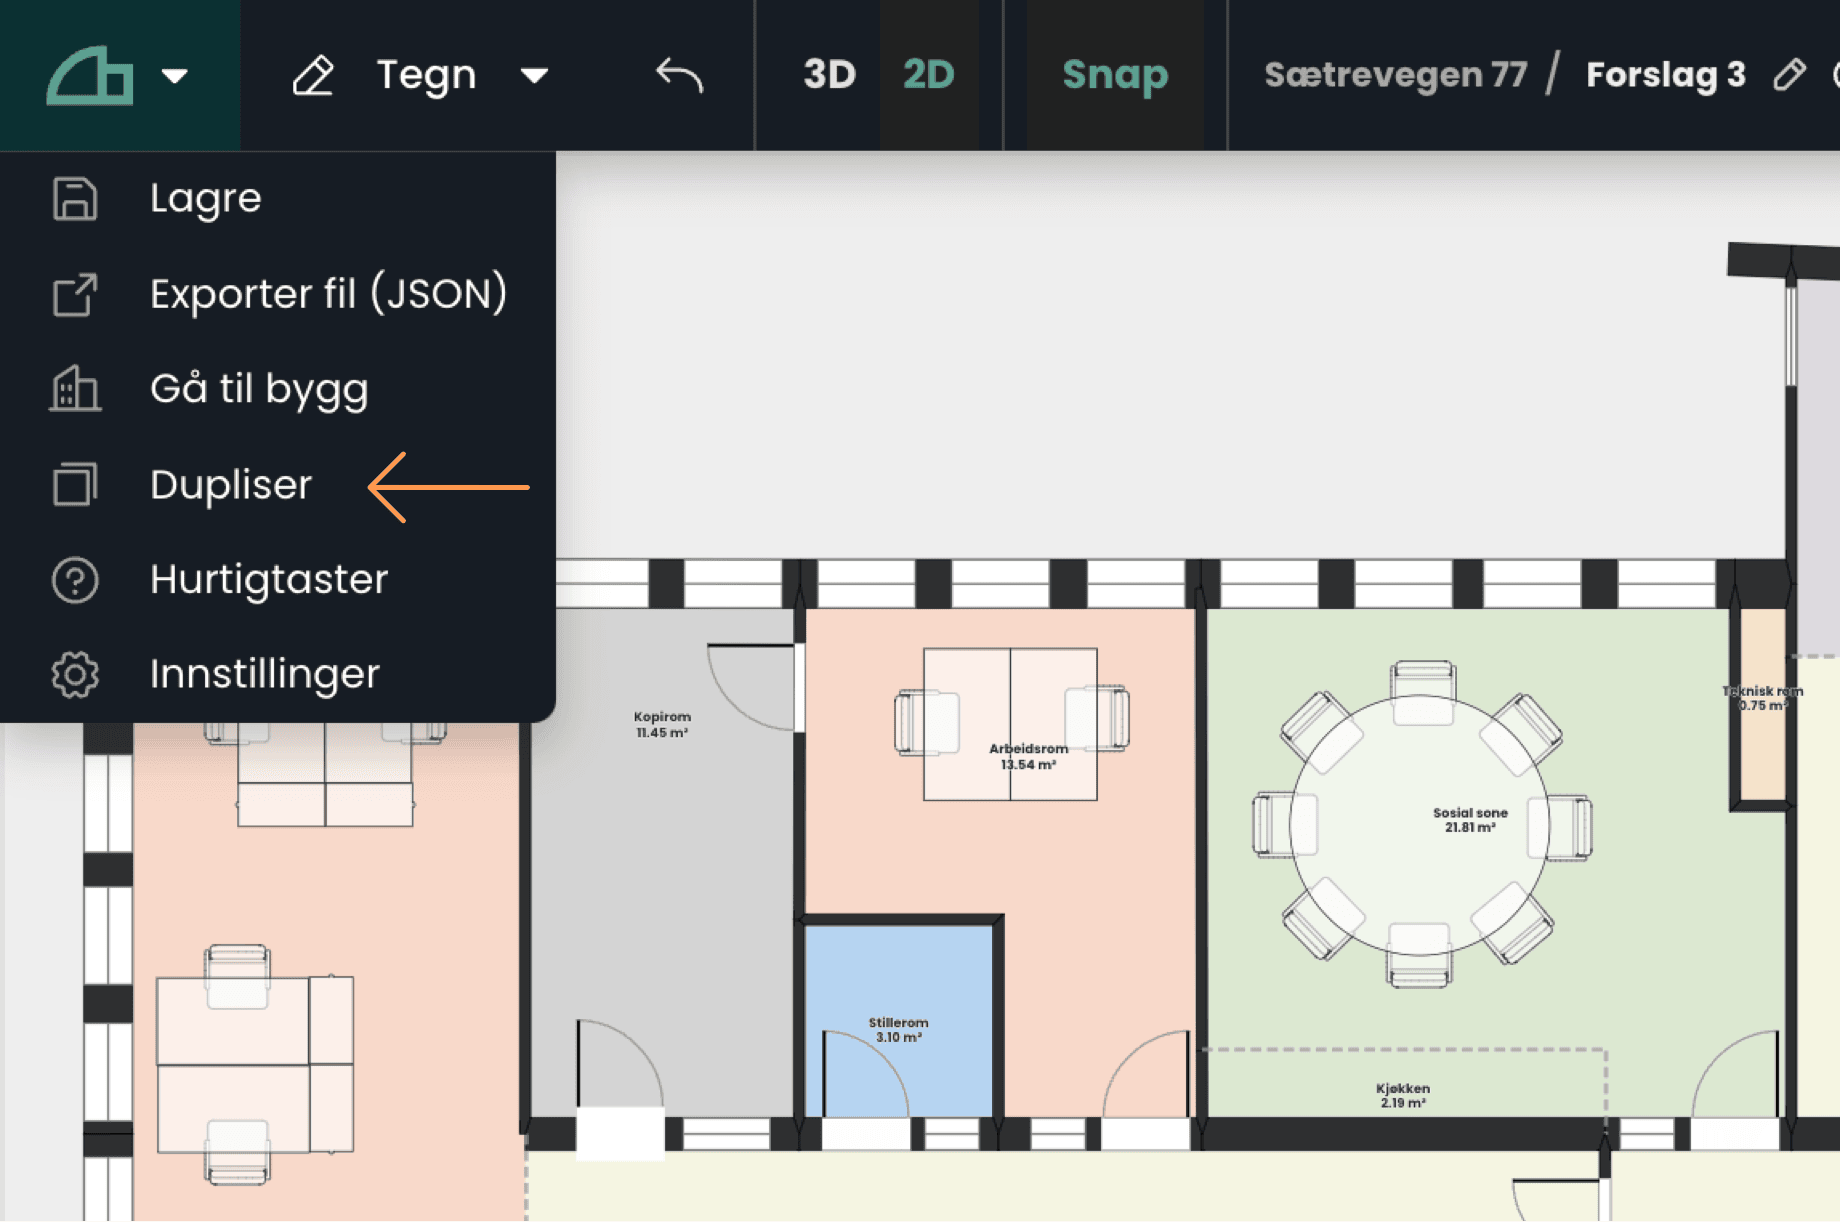 Tegn
3D
2D
Snap
Sætrevegen 77 / Forslag 3
Lagre
Exporter fil (JSON)
Gå til bygg
Dupliser
Hurtigtaster
Innstillinger
Kopirom
11.45 m²
Arbeidsrom
13.54 m²
Teknisk rom
0.75 m²
Sosial sone
21.81 m²
Stillerom
3.10 m²
Kjøkken
2.19 m²